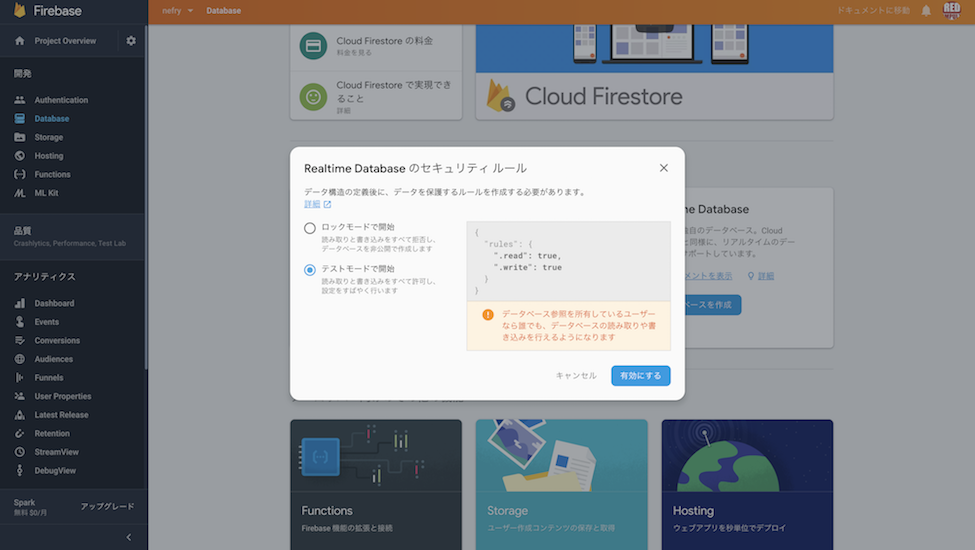 Firebase
nefry
Database
ドキュメントに移動
RED
Project Overview
開発
Authentication
Database
Storage
Hosting
Functions
ML Kit
品質
Crashlytics, Performance, Test Lab
アナリティクス
Dashboard
Events
Conversions
Audiences
Funnels
User Properties
Latest Release
Retention
StreamView
DebugView
Spark
無料 $0/月
アップグレード
Cloud Firestore の料金
料金を見る
Cloud Firestore で実現でき
ること
詳細
Cloud Firestore
Realtime Database のセキュリティ ルール
データ構造の定義後に、データを保護するルールを作成する必要があります。
詳細
ロックモードで開始
読み取りと書き込みをすべて拒否し、
データベースを非公開で作成します
テストモードで開始
読み取りと書き込みをすべて許可し、
設定をすばやく行います
{
"rules": {
".read": true,
".write": true
}
}
データベース参照を所有しているユーザー
なら誰でも、データベースの読み取りや書
き込みを行えるようになります
キャンセル
有効にする
me Database
自のデータベース。Cloud
と同様に、リアルタイムのデー
ポートしています。
メントを表示
詳細
ベースを作成
Functions
Firebase 機能の拡張と接続
Storage
ユーザー作成コンテンツの保存と取得
Hosting
ウェブアプリを秒単位でデプロイ